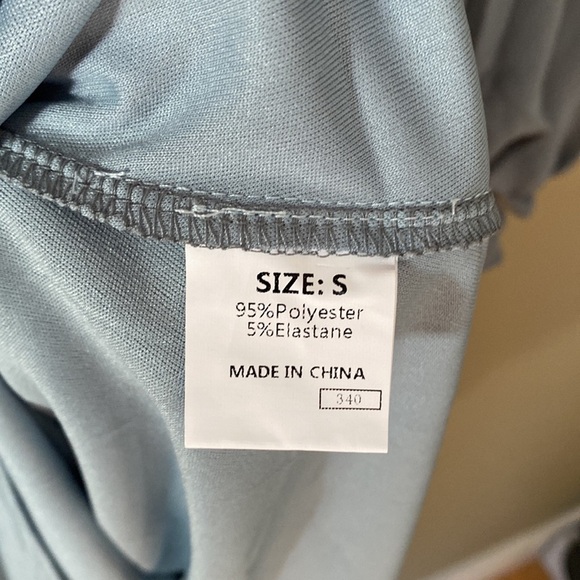 SIZE: S
95%Polyester
5%Elastane
MADE IN CHINA
340